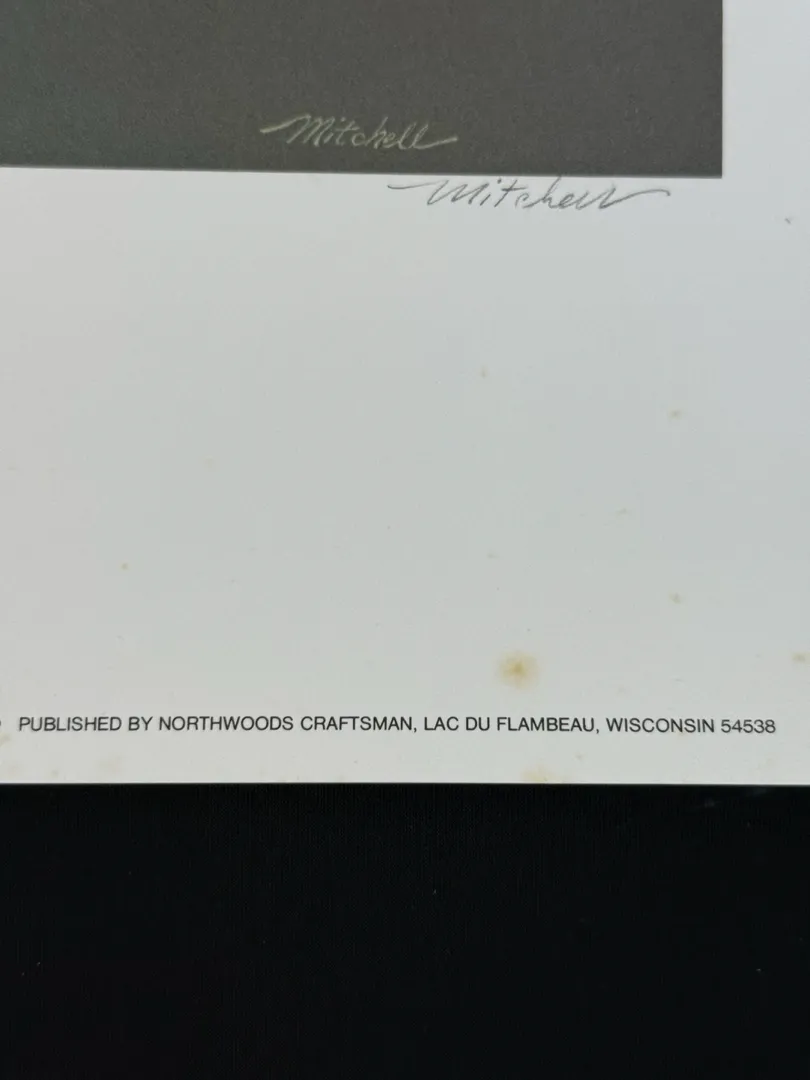 Mitchell
Mitchell
PUBLISHED BY NORTHWOODS CRAFTSMAN, LAC DU FLAMBEAU, WISCONSIN 54538